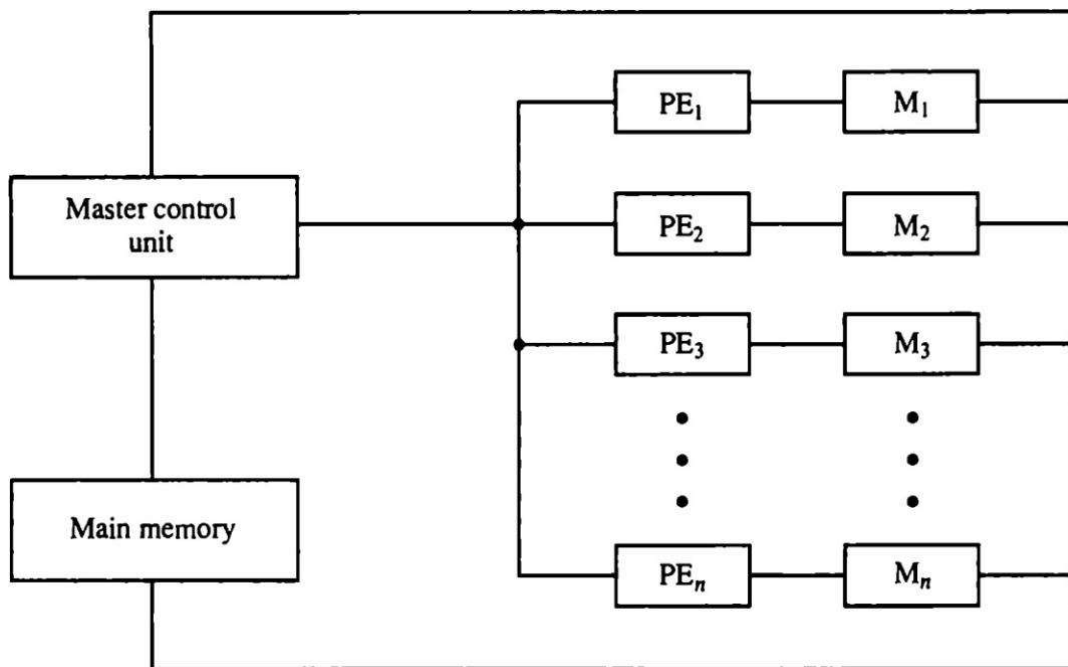 PE₁
M₁
Master control
unit
PE₂
M₂
PE₃
M₃
Main memory
PEₙ
Mₙ